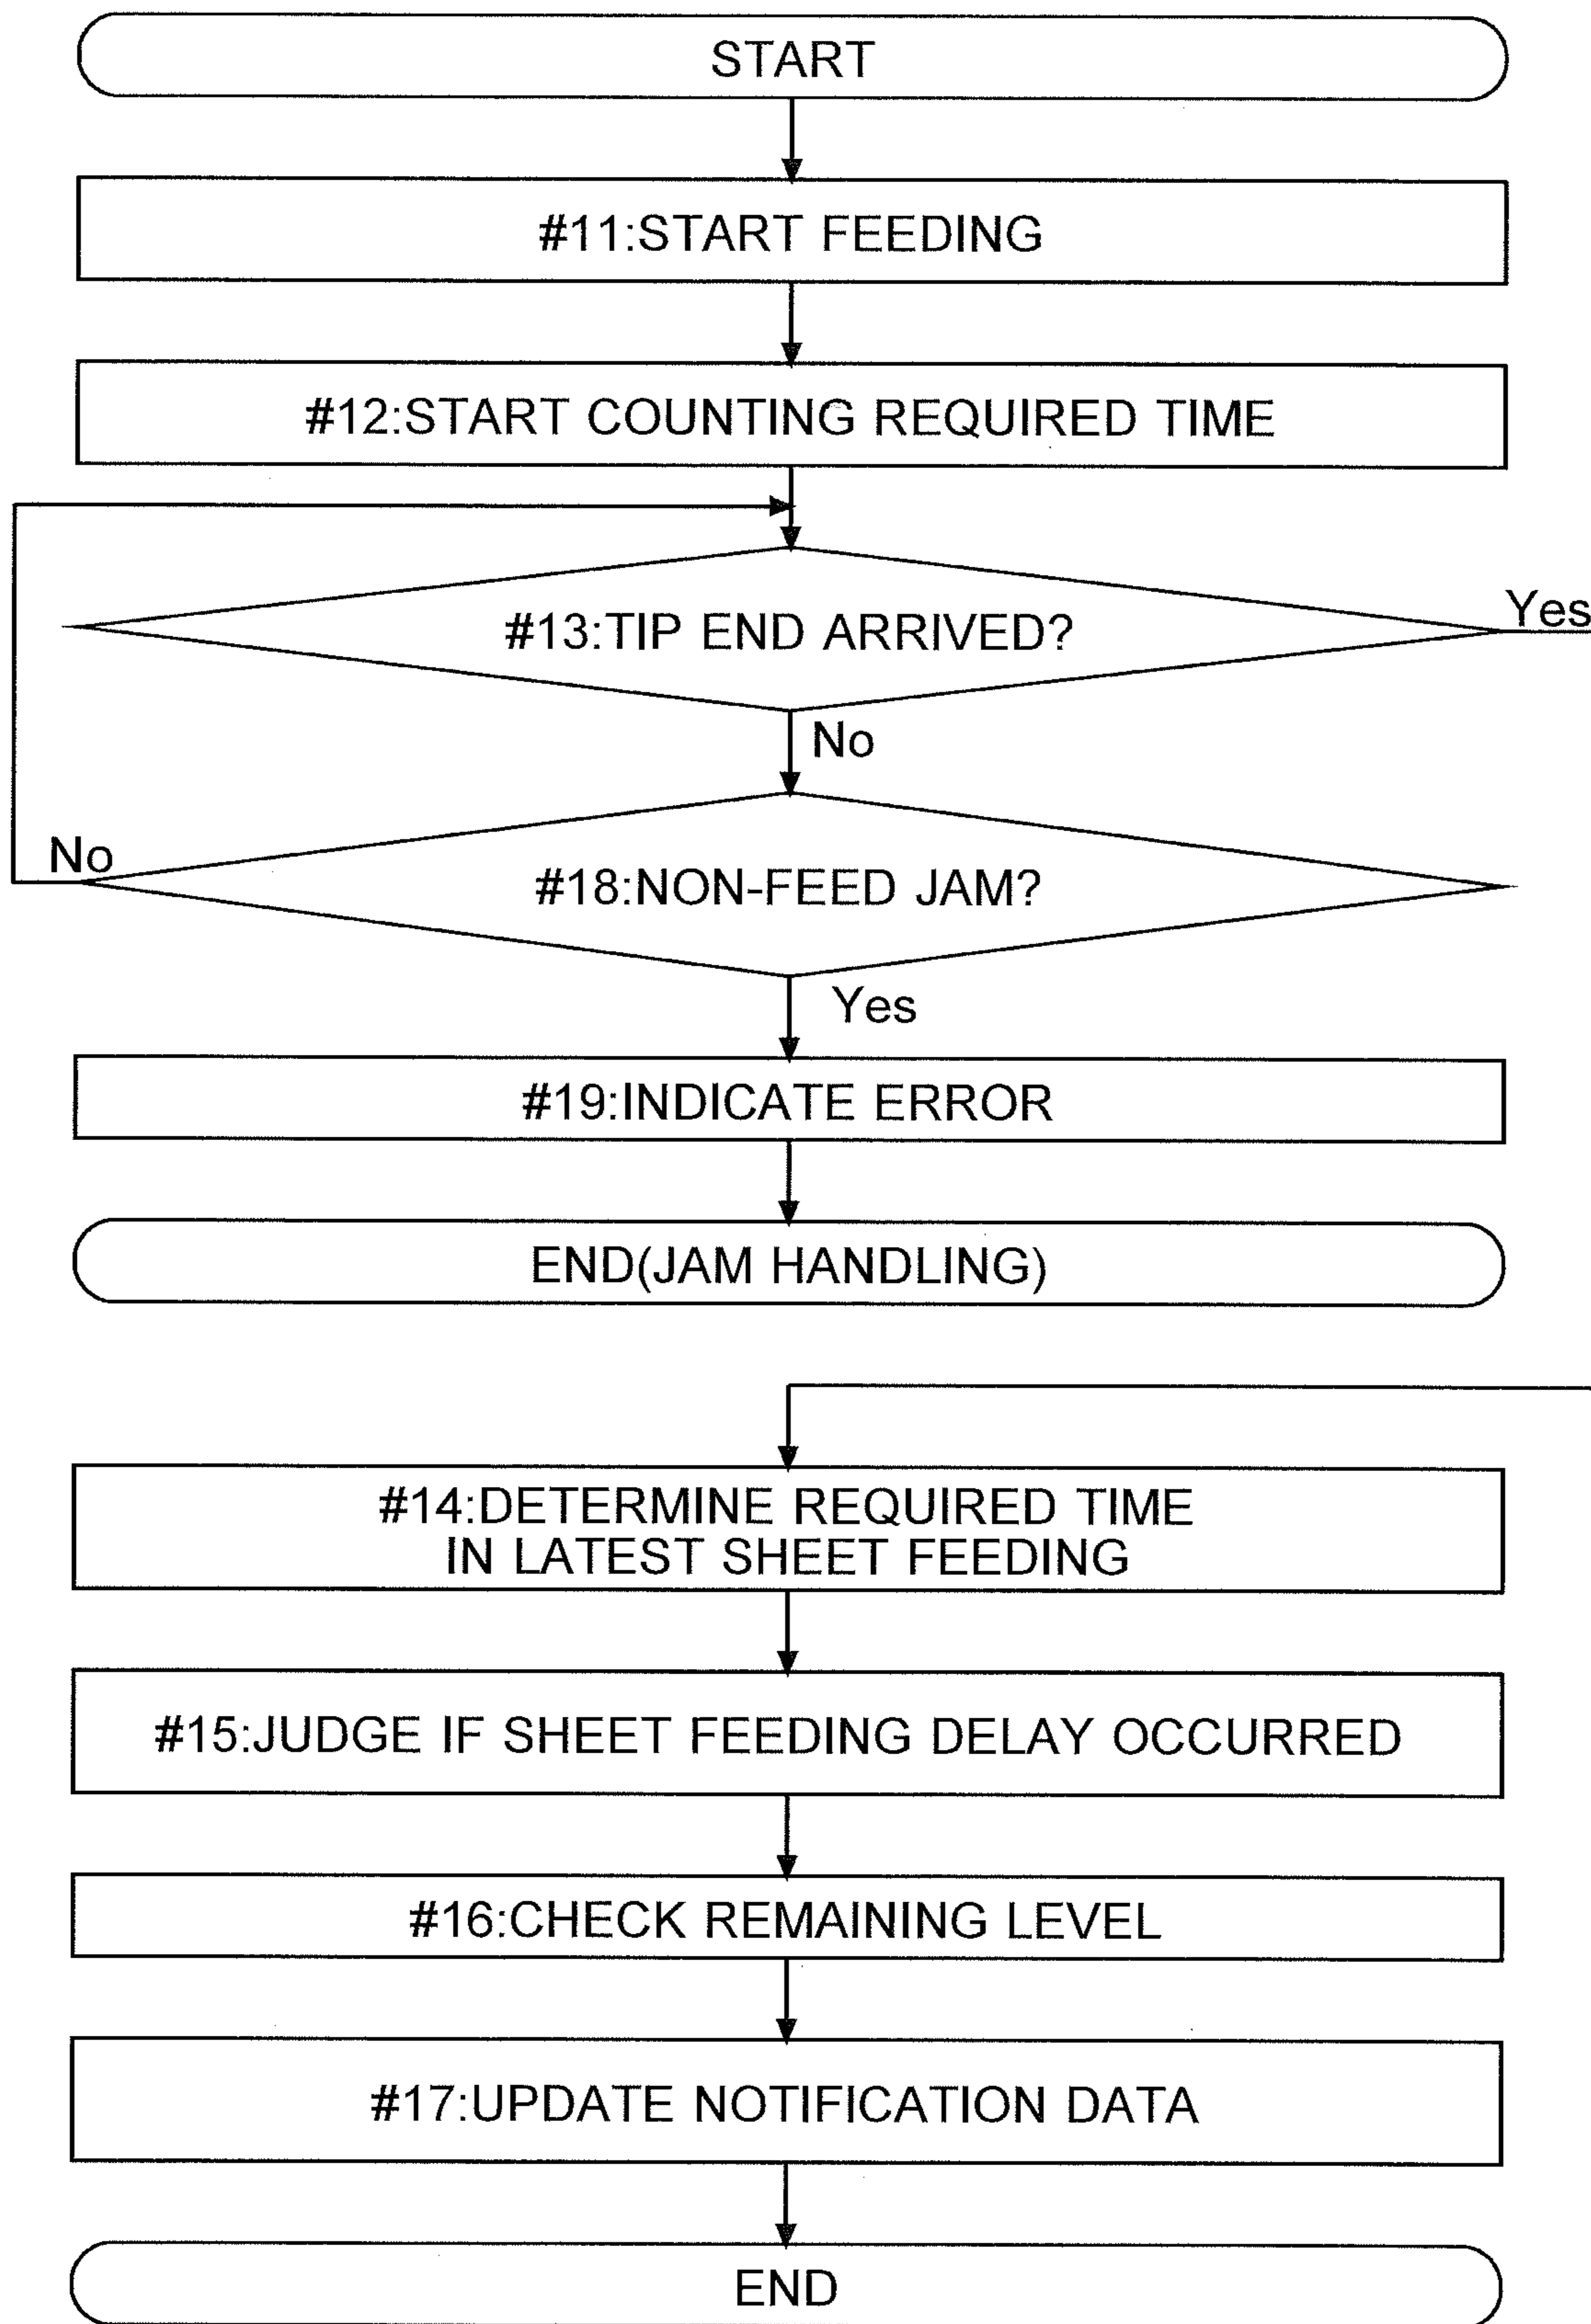 START
#11:START FEEDING
#12:START COUNTING REQUIRED TIME
#13:TIP END ARRIVED?
Yes
No
#18:NON-FEED JAM?
No
Yes
#19:INDICATE ERROR
END(JAM HANDLING)
#14:DETERMINE REQUIRED TIME
IN LATEST SHEET FEEDING
#15:JUDGE IF SHEET FEEDING DELAY OCCURRED
#16:CHECK REMAINING LEVEL
#17:UPDATE NOTIFICATION DATA
END